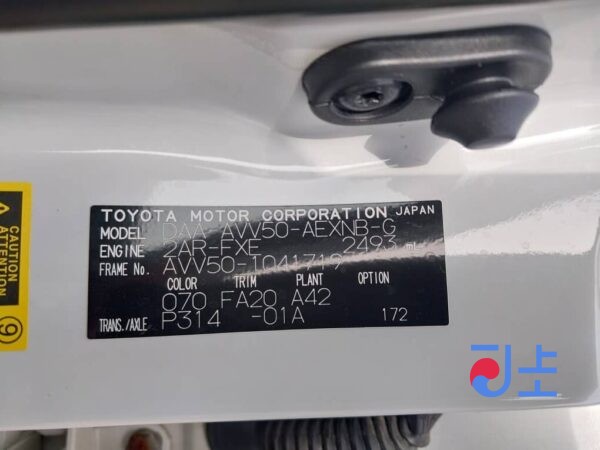 TOYOTA MOTOR CORPORATION JAPAN
MODEL DAA-AVV50-AEXNB-G
ENGINE 2AR-FXE 2493 mL
FRAME No. AVV50-1041719
COLOR TRIM PLANT OPTION
070 FA20 A42
TRANS./AXLE P314 -01A 172
CAUTION
ATTENTION
9